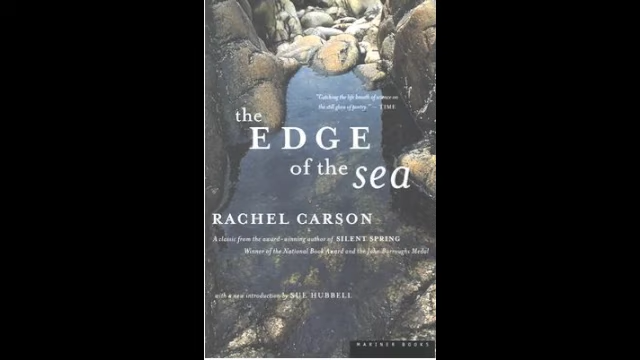 "Catching the life breath of science on
the still glass of poetry." — TIME
the
EDGE
of the sea
RACHEL CARSON
A classic from the award-winning author of SILENT SPRING
Winner of the National Book Award and the John Burroughs Medal
with a new introduction by SUE HUBBELL
MARINER BOOKS